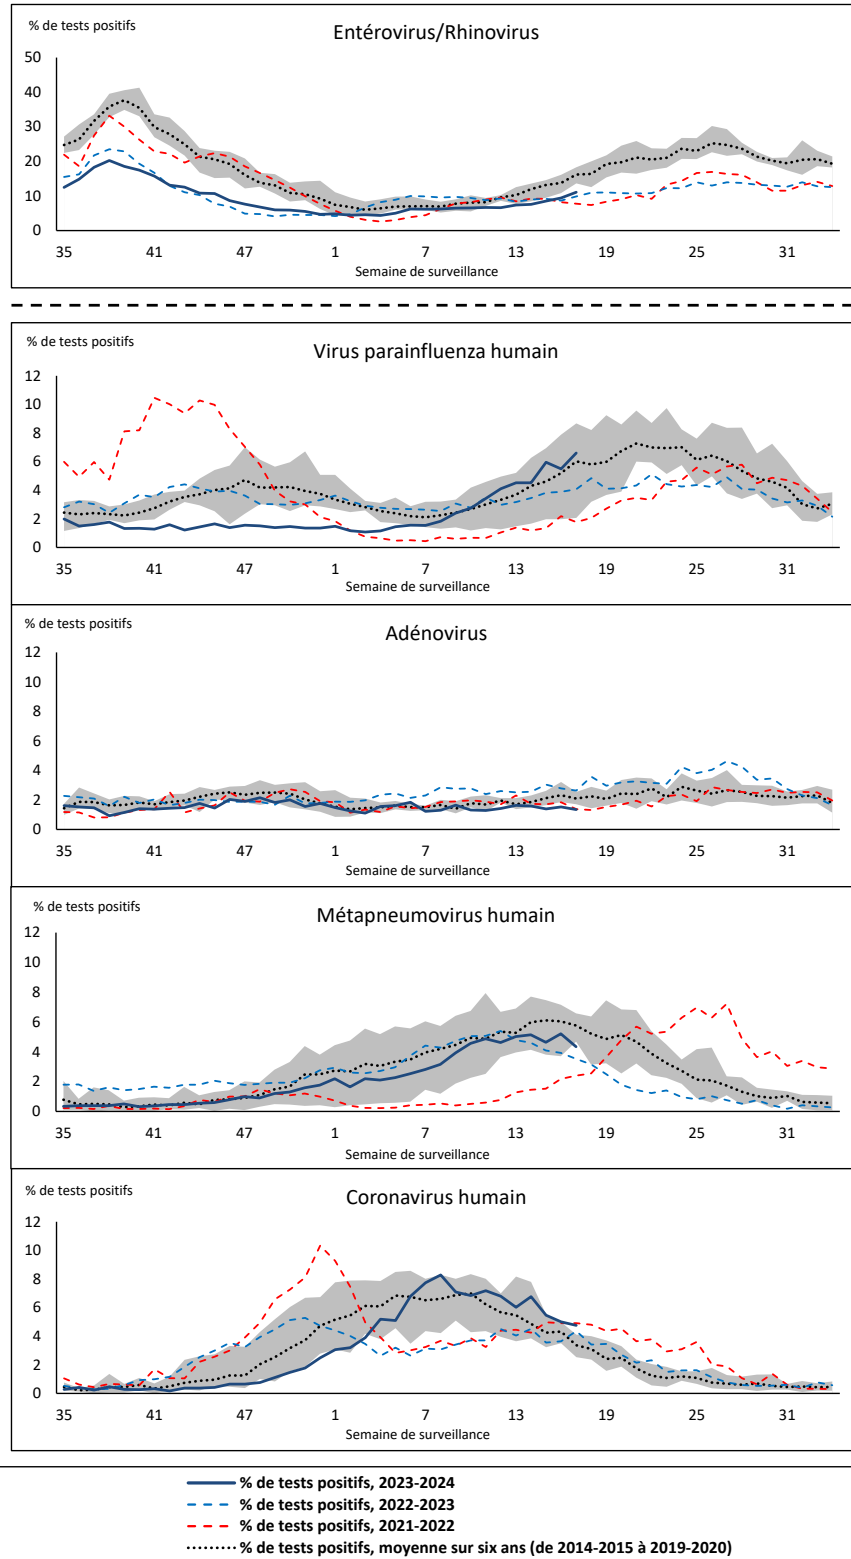 % de tests positifs
Entérovirus/Rhinovirus
50
40
30
20
10
0
35 41 47 1 7 13 19 25 31
Semaine de surveillance
% de tests positifs
Virus parainfluenza humain
12
10
8
6
4
2
0
35 41 47 1 7 13 19 25 31
Semaine de surveillance
% de tests positifs
Adénovirus
12
10
8
6
4
2
0
35 41 47 1 7 13 19 25 31
Semaine de surveillance
% de tests positifs
Métapneumovirus humain
12
10
8
6
4
2
0
35 41 47 1 7 13 19 25 31
Semaine de surveillance
% de tests positifs
Coronavirus humain
12
10
8
6
4
2
0
35 41 47 1 7 13 19 25 31
Semaine de surveillance
% de tests positifs, 2023-2024
% de tests positifs, 2022-2023
% de tests positifs, 2021-2022
% de tests positifs, moyenne sur six ans (de 2014-2015 à 2019-2020)